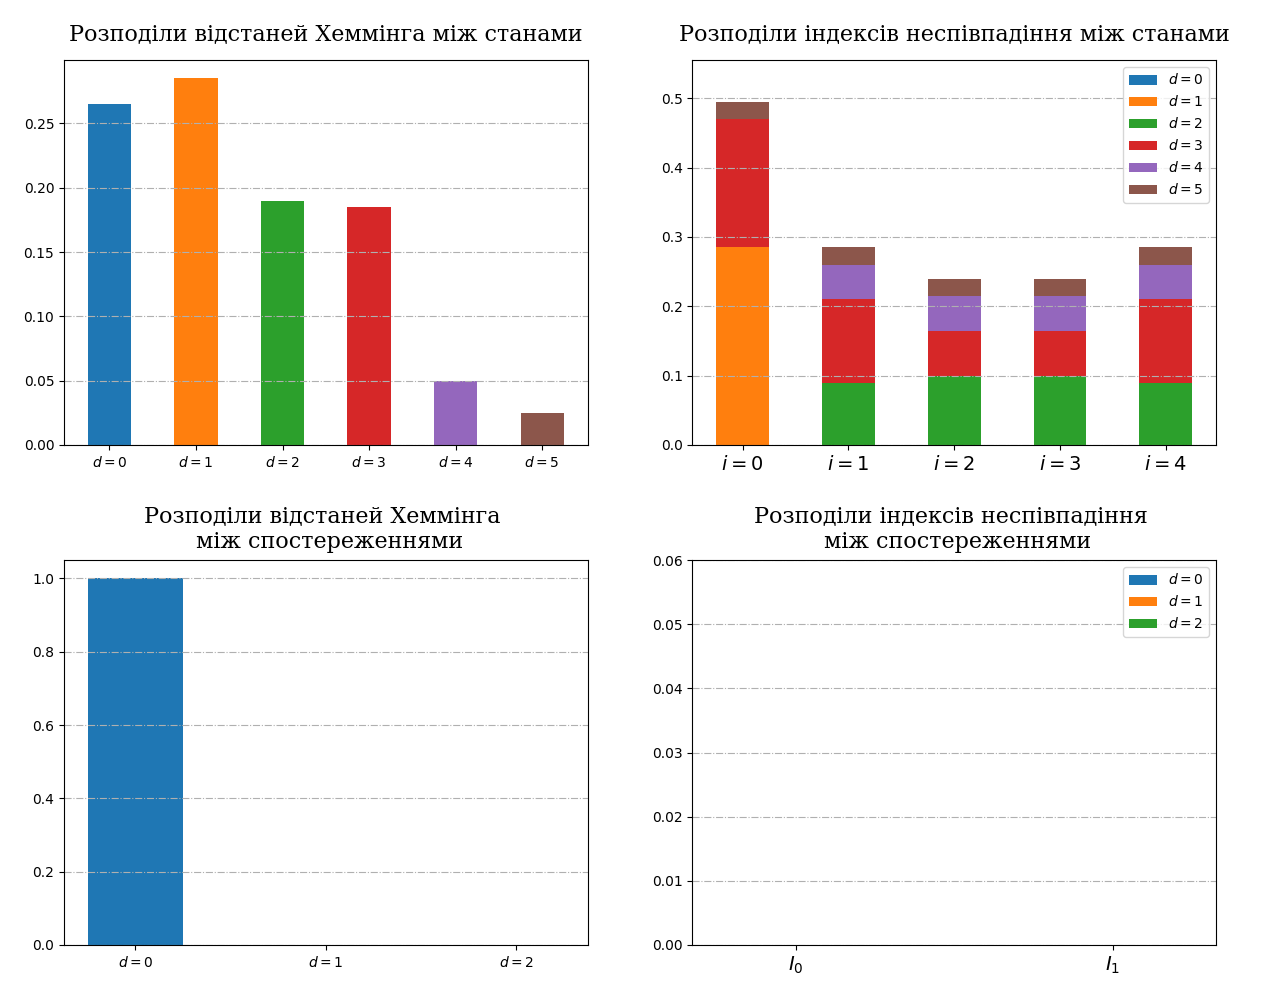 Розподіли відстаней Хеммінга між станами
0.25
0.20
0.15
0.10
0.05
0.00
d = 0
d = 1
d = 2
d = 3
d = 4
d = 5
Розподіли індексів неспівпадіння між станами
0.5
0.4
0.3
0.2
0.1
0.0
d = 0
d = 1
d = 2
d = 3
d = 4
d = 5
i = 0
i = 1
i = 2
i = 3
i = 4
Розподіли відстаней Хеммінга
між спостереженнями
1.0
0.8
0.6
0.4
0.2
0.0
d = 0
d = 1
d = 2
Розподіли індексів неспівпадіння
між спостереженнями
0.06
0.05
0.04
0.03
0.02
0.01
0.00
d = 0
d = 1
d = 2
I₀
I₁